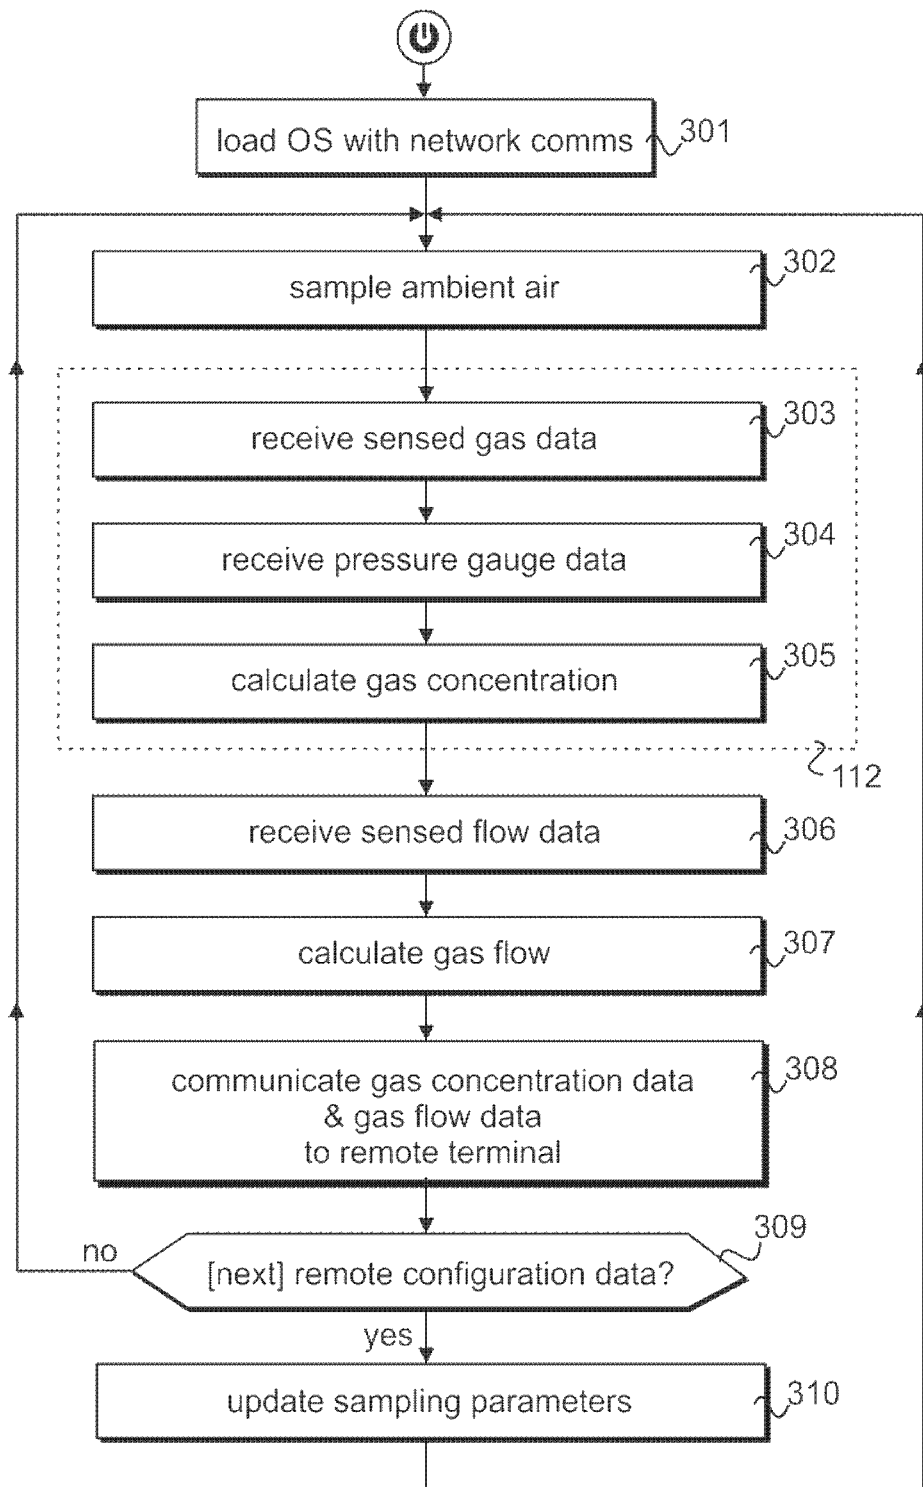 load OS with network comms
301
sample ambient air
302
receive sensed gas data
303
receive pressure gauge data
304
calculate gas concentration
305
112
receive sensed flow data
306
calculate gas flow
307
communicate gas concentration data
& gas flow data
to remote terminal
308
no
[next] remote configuration data?
309
yes
update sampling parameters
310